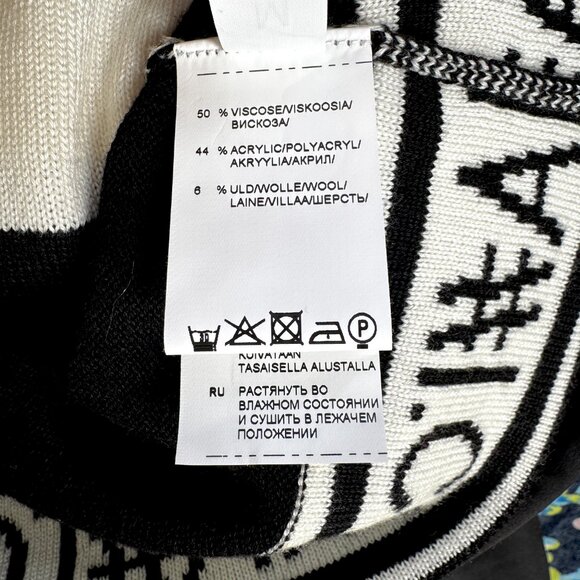 M
50 % VISCOSE/VISKOOSIA/
ВИСКОЗА/
44 % ACRYLIC/POLYACRYL/
AKRYYLIA/АКРИЛ/
6 % ULD/WOLLE/WOOL/
LAINE/VILLAA/ШЕРСТЬ/
30
P
KUIVATAAN
TASAISELLA ALUSTALLA
RU РАСТЯНУТЬ ВО
ВЛАЖНОМ СОСТОЯНИИ
И СУШИТЬ В ЛЕЖАЧЕМ
ПОЛОЖЕНИИ